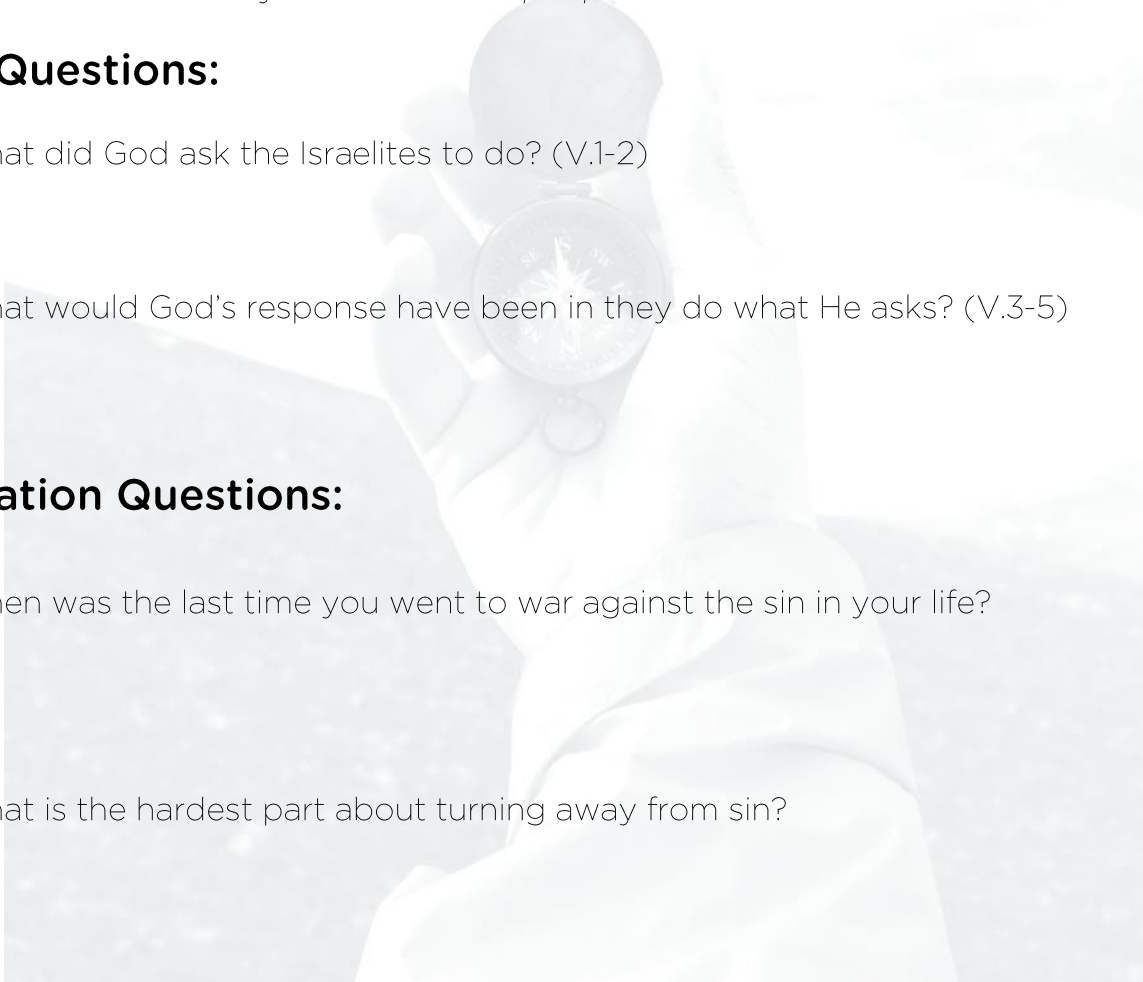 Questions:
at did God ask the Israelites to do? (V.1-2)
S
SE
SW
at would God’s response have been in they do what He asks? (V.3-5)
ation Questions:
en was the last time you went to war against the sin in your life?
at is the hardest part about turning away from sin?